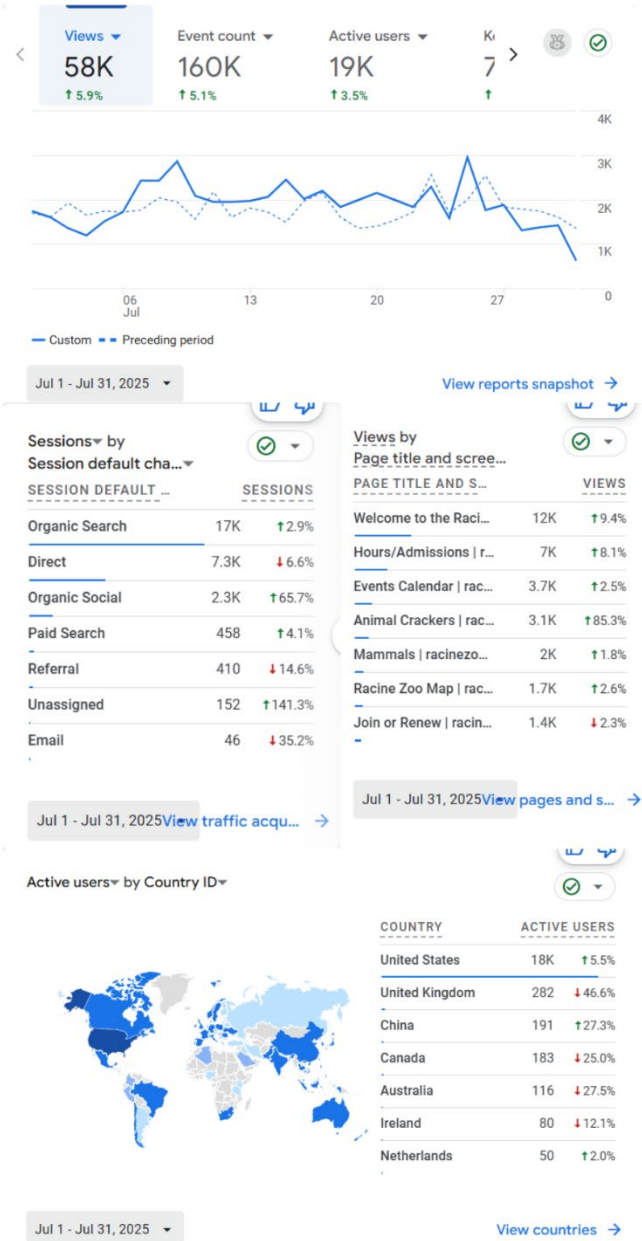 Views Event count Active users
58K 160K 19K 7
↑ 5.9% ↑ 5.1% ↑ 3.5% ↑
4K
3K
2K
1K
0
06 13 20 27
Jul
Custom Preceding period
Jul 1 - Jul 31, 2025 View reports snapshot →
Sessions by
Session default cha...
SESSION DEFAULT ... SESSIONS
Organic Search 17K ↑2.9%
Direct 7.3K ↓6.6%
Organic Social 2.3K ↑65.7%
Paid Search 458 ↑4.1%
Referral 410 ↓14.6%
Unassigned 152 ↑141.3%
Email 46 ↓35.2%
Jul 1 - Jul 31, 2025 View traffic acqu... →
Views by
Page title and scree...
PAGE TITLE AND S... VIEWS
Welcome to the Raci... 12K ↑9.4%
Hours/Admissions | r... 7K ↑8.1%
Events Calendar | rac... 3.7K ↑2.5%
Animal Crackers | rac... 3.1K ↑85.3%
Mammals | racinezo... 2K ↑1.8%
Racine Zoo Map | rac... 1.7K ↑2.6%
Join or Renew | racin... 1.4K ↓2.3%
Jul 1 - Jul 31, 2025 View pages and s... →
Active users by Country ID
COUNTRY ACTIVE USERS
United States 18K ↑5.5%
United Kingdom 282 ↓46.6%
China 191 ↑27.3%
Canada 183 ↓25.0%
Australia 116 ↓27.5%
Ireland 80 ↓12.1%
Netherlands 50 ↑2.0%
Jul 1 - Jul 31, 2025 View countries →